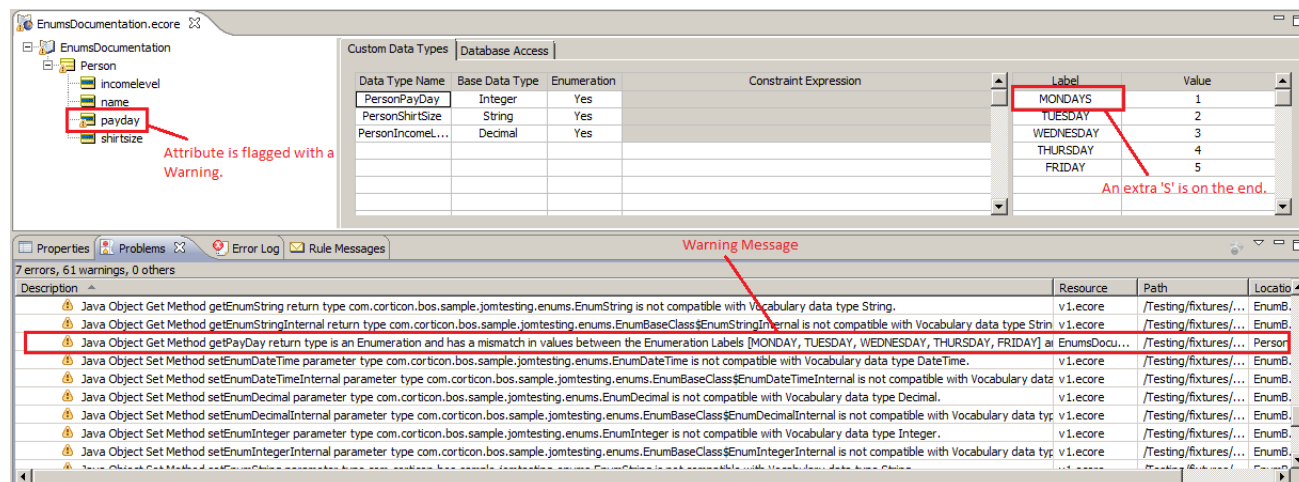 EnumsDocumentation.ecore
EnumsDocumentation
Person
incomelevel
name
payday
shirtsize
Attribute is flagged with a
Warning.
Custom Data Types Database Access
Data Type Name Base Data Type Enumeration Constraint Expression
PersonPayDay Integer Yes
PersonShirtSize String Yes
PersonIncomeL... Decimal Yes
Label Value
MONDAYS 1
TUESDAY 2
WEDNESDAY 3
THURSDAY 4
FRIDAY 5
An extra 'S' is on the end.
Properties Problems Error Log Rule Messages
Warning Message
7 errors, 61 warnings, 0 others
Description Resource Path Locatio
Java Object Get Method getEnumString return type com.corticon.bos.sample.jomtesting.enums.EnumString is not compatible with Vocabulary data type String. v1.ecore /Testing/fixtures/... EnumB.
Java Object Get Method getEnumStringInternal return type com.corticon.bos.sample.jomtesting.enums.EnumBaseClass$EnumStringInternal is not compatible with Vocabulary data type Strin v1.ecore /Testing/fixtures/... EnumB.
Java Object Get Method getPayDay return type is an Enumeration and has a mismatch in values between the Enumeration Labels [MONDAY, TUESDAY, WEDNESDAY, THURSDAY, FRIDAY] ar EnumsDocu... /Testing/fixtures/... Person
Java Object Set Method setEnumDateTime parameter type com.corticon.bos.sample.jomtesting.enums.EnumDateTime is not compatible with Vocabulary data type DateTime. v1.ecore /Testing/fixtures/... EnumB.
Java Object Set Method setEnumDateTimeInternal parameter type com.corticon.bos.sample.jomtesting.enums.EnumBaseClass$EnumDateTimeInternal is not compatible with Vocabulary data v1.ecore /Testing/fixtures/... EnumB.
Java Object Set Method setEnumDecimal parameter type com.corticon.bos.sample.jomtesting.enums.EnumDecimal is not compatible with Vocabulary data type Decimal. v1.ecore /Testing/fixtures/... EnumB.
Java Object Set Method setEnumDecimalInternal parameter type com.corticon.bos.sample.jomtesting.enums.EnumBaseClass$EnumDecimalInternal is not compatible with Vocabulary data typ v1.ecore /Testing/fixtures/... EnumB.
Java Object Set Method setEnumInteger parameter type com.corticon.bos.sample.jomtesting.enums.EnumInteger is not compatible with Vocabulary data type Integer. v1.ecore /Testing/fixtures/... EnumB.
Java Object Set Method setEnumIntegerInternal parameter type com.corticon.bos.sample.jomtesting.enums.EnumBaseClass$EnumIntegerInternal is not compatible with Vocabulary data typ v1.ecore /Testing/fixtures/... EnumB.